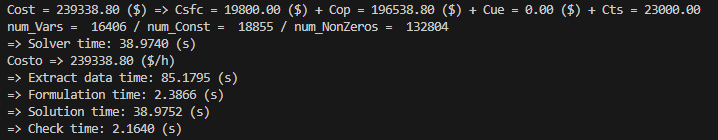 Cost = 239338.80 ($) => Csfc = 19800.00 ($) + Cop = 196538.80 ($) + Cue = 0.00 ($) + Cts = 23000.00
num_Vars =  16406 / num_Const =  18855 / num_NonZeros =  132804
=> Solver time: 38.9740 (s)
Costo => 239338.80 ($/h)
=> Extract data time: 85.1795 (s)
=> Formulation time: 2.3866 (s)
=> Solution time: 38.9752 (s)
=> Check time: 2.1640 (s)